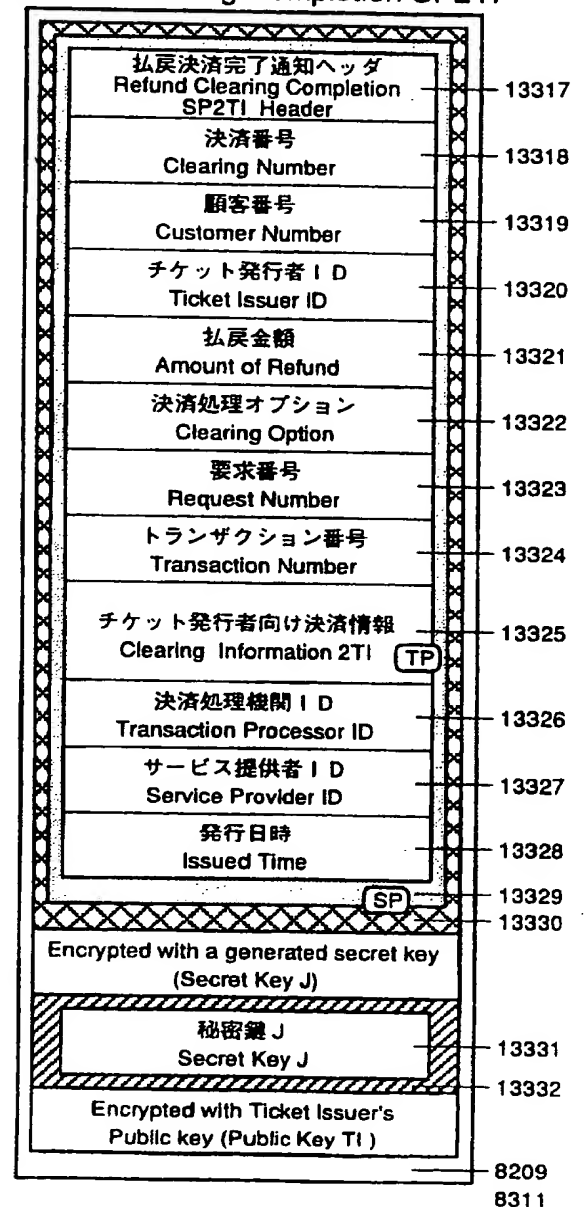 払戻決済完了通知ヘッダ
Refund Clearing Completion
SP2TI Header
13317
決済番号
Clearing Number
13318
顧客番号
Customer Number
13319
チケット発行者ID
Ticket Issuer ID
13320
払戻金額
Amount of Refund
13321
決済処理オプション
Clearing Option
13322
要求番号
Request Number
13323
トランザクション番号
Transaction Number
13324
チケット発行者向け決済情報
Clearing Information 2TI
TP
13325
決済処理機関ID
Transaction Processor ID
13326
サービス提供者ID
Service Provider ID
13327
発行日時
Issued Time
13328
SP
13329
13330
Encrypted with a generated secret key
(Secret Key J)
秘密鍵J
Secret Key J
13331
13332
Encrypted with Ticket Issuer's
Public key (Public Key TI)
8209
8311